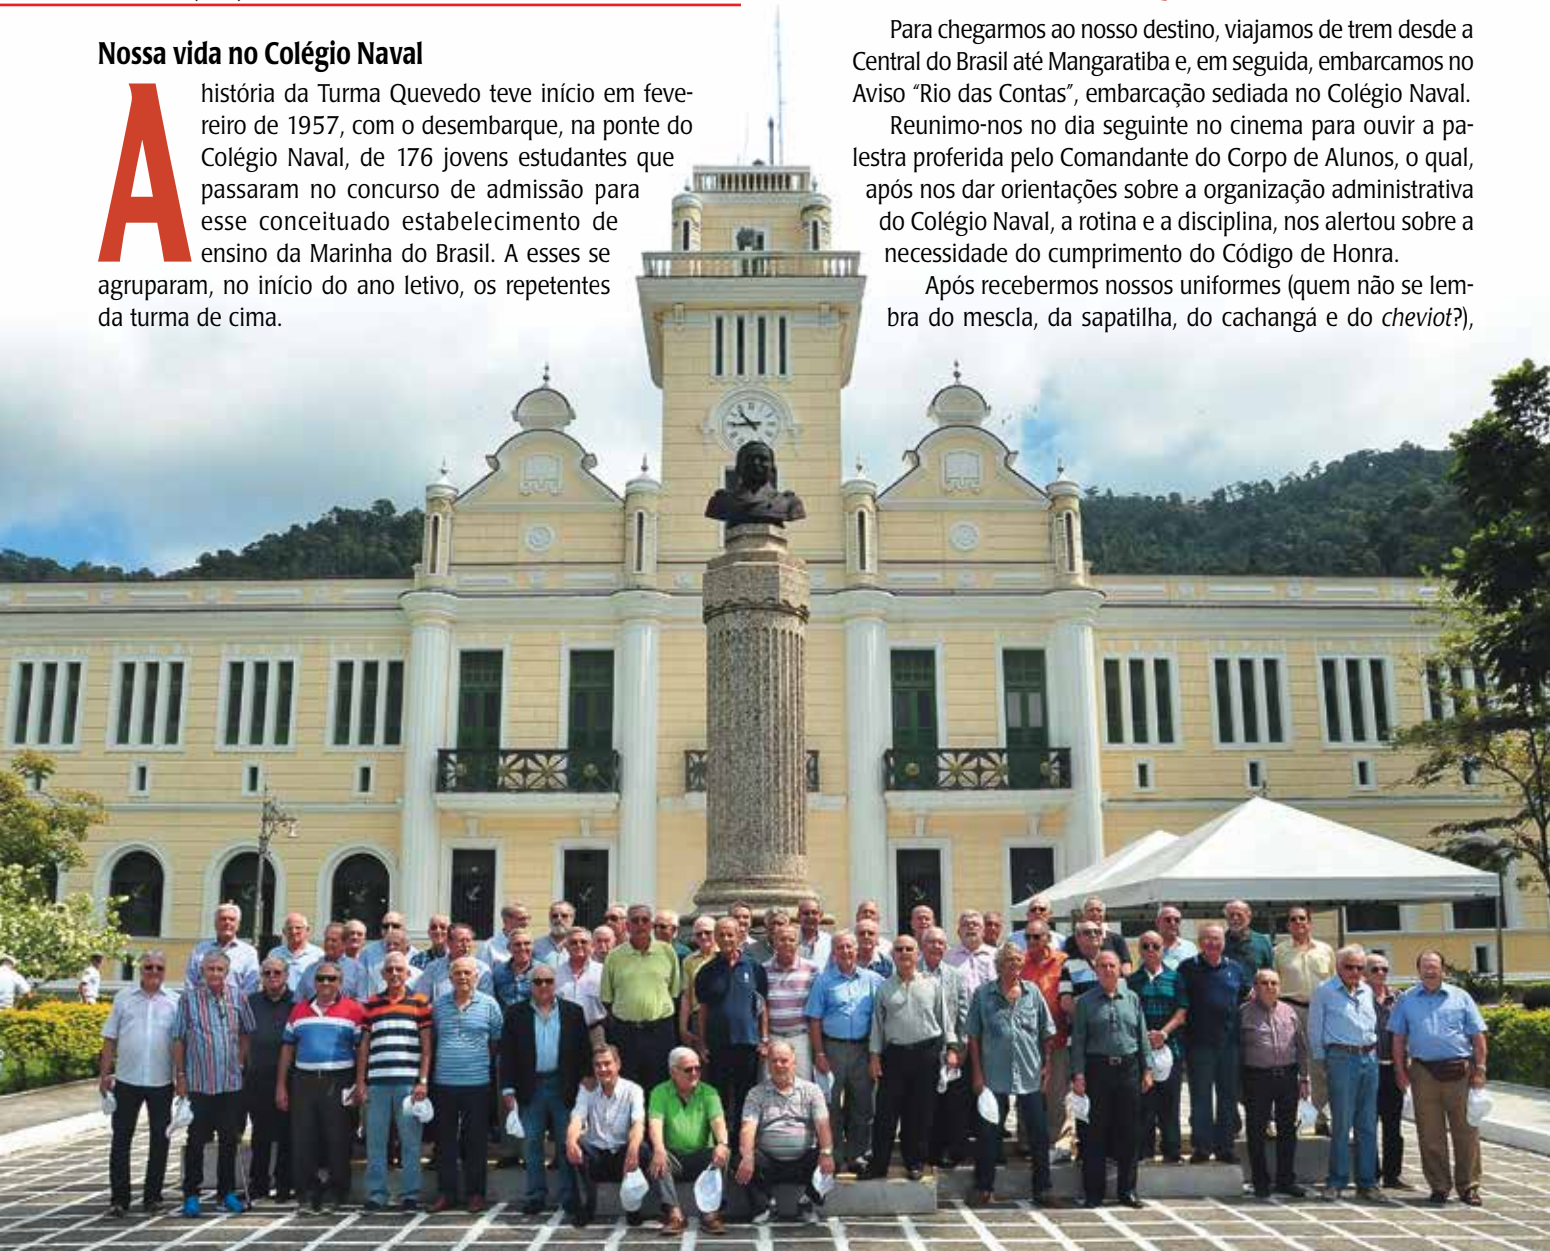 Nossa vida no Colégio Naval
A história da Turma Quevedo teve início em feve-
reiro de 1957, com o desembarque, na ponte do
Colégio Naval, de 176 jovens estudantes que
passaram no concurso de admissão para
esse conceituado estabelecimento de
ensino da Marinha do Brasil. A esses se
agruparam, no início do ano letivo, os repetentes
da turma de cima.
Para chegarmos ao nosso destino, viajamos de trem desde a
Central do Brasil até Mangaratiba e, em seguida, embarcamos no
Aviso “Rio das Contas”, embarcação sediada no Colégio Naval.
Reunimo-nos no dia seguinte no cinema para ouvir a pa-
lestra proferida pelo Comandante do Corpo de Alunos, o qual,
após nos dar orientações sobre a organização administrativa
do Colégio Naval, a rotina e a disciplina, nos alertou sobre a
necessidade do cumprimento do Código de Honra.
Após recebermos nossos uniformes (quem não se lem-
bra do mescla, da sapatilha, do cachangá e do cheviot?),